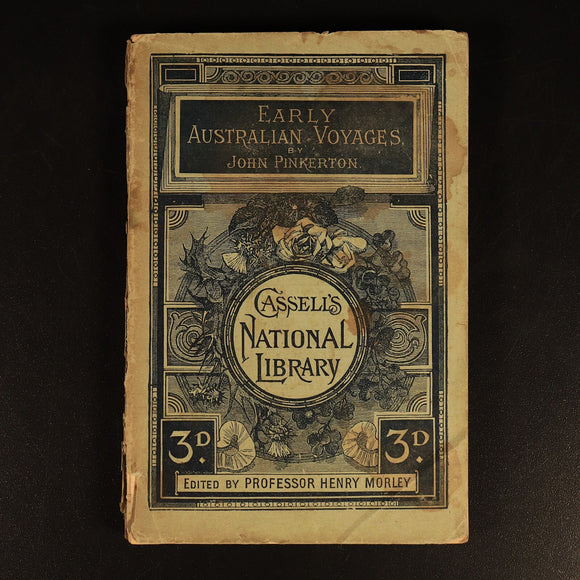 EARLY
AUSTRALIAN VOYAGES,
BY
JOHN PINKERTON.
CASSELL'S
NATIONAL
LIBRARY
3D. 3D.
EDITED BY PROFESSOR HENRY MORLEY